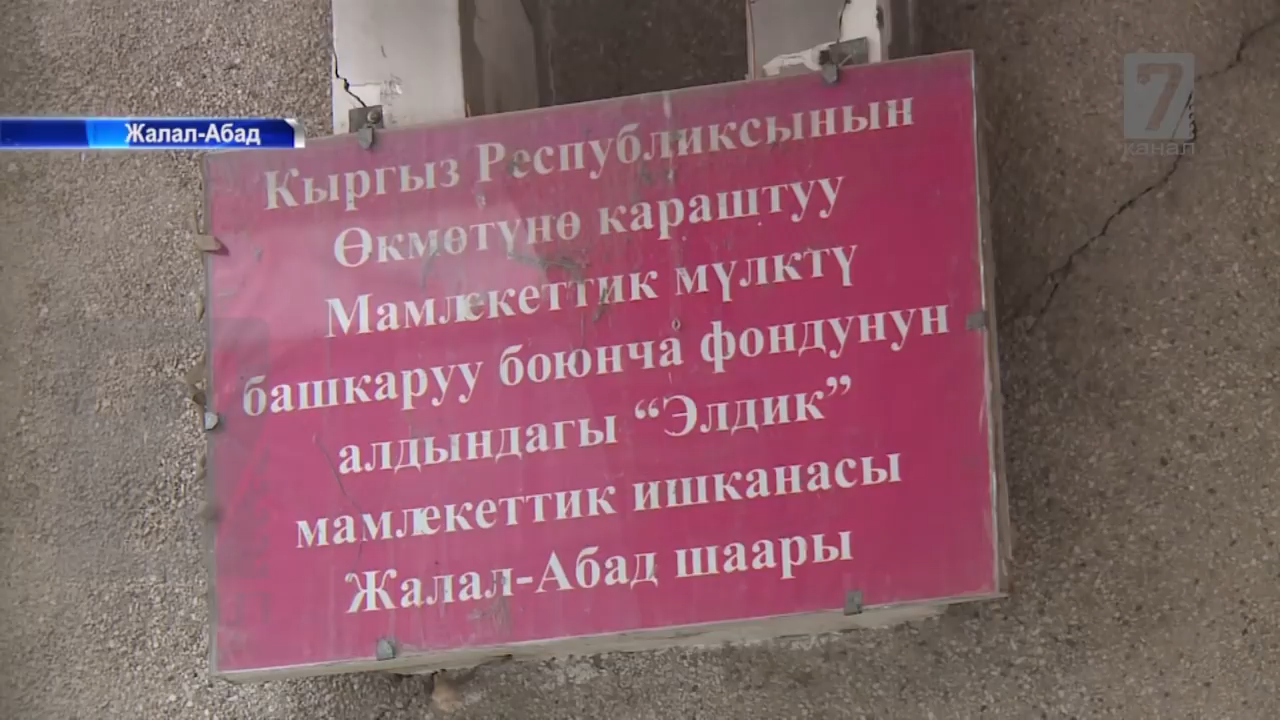 Жалал-Абад
7
канал
Кыргыз Республиксынын
Өкмөтүнө караштуу
Мамлекеттик мүлктү
башкаруу боюнча фондунун
алдындагы “Элдик”
мамлекеттик ишканасы
Жалал-Абад шаары